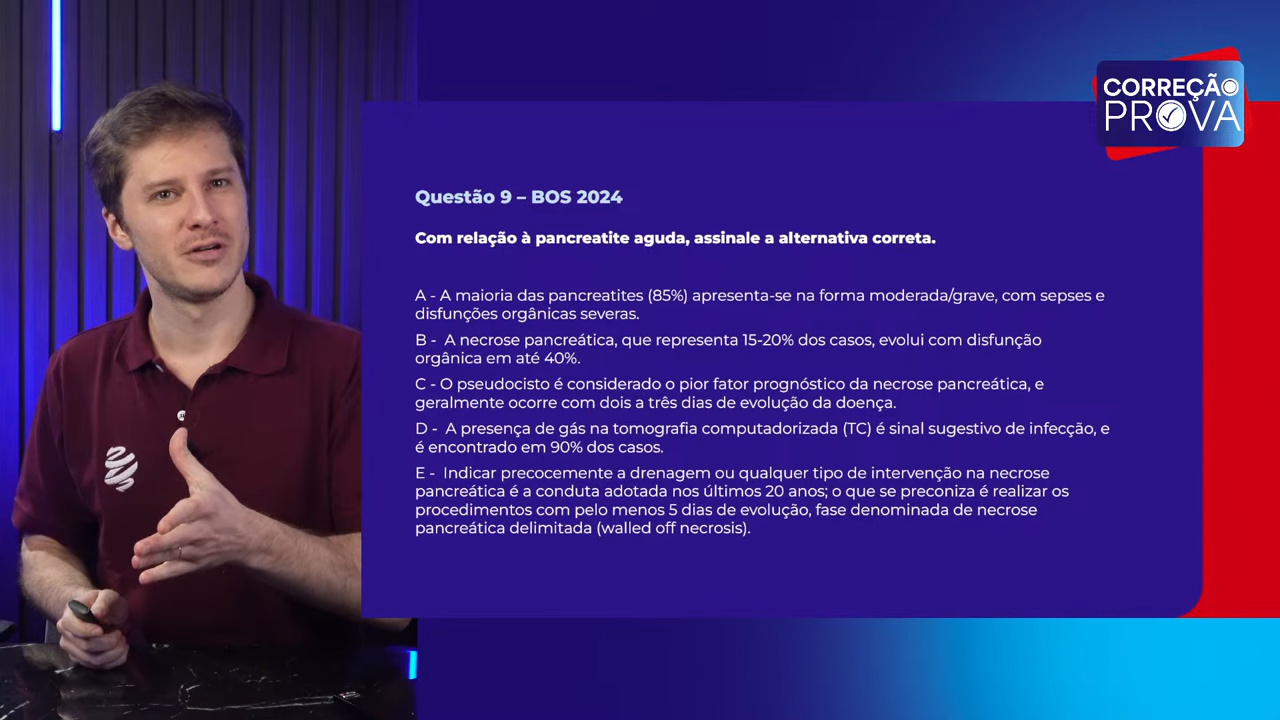 CORREÇÃO
PROVA
Questão 9 – BOS 2024
Com relação à pancreatite aguda, assinale a alternativa correta.
A - A maioria das pancreatites (85%) apresenta-se na forma moderada/grave, com sepses e
disfunções orgânicas severas.
B -  A necrose pancreática, que representa 15-20% dos casos, evolui com disfunção
orgânica em até 40%.
C - O pseudocisto é considerado o pior fator prognóstico da necrose pancreática, e
geralmente ocorre com dois a três dias de evolução da doença.
D -  A presença de gás na tomografia computadorizada (TC) é sinal sugestivo de infecção, e
é encontrado em 90% dos casos.
E -  Indicar precocemente a drenagem ou qualquer tipo de intervenção na necrose
pancreática é a conduta adotada nos últimos 20 anos; o que se preconiza é realizar os
procedimentos com pelo menos 5 dias de evolução, fase denominada de necrose
pancreática delimitada (walled off necrosis).